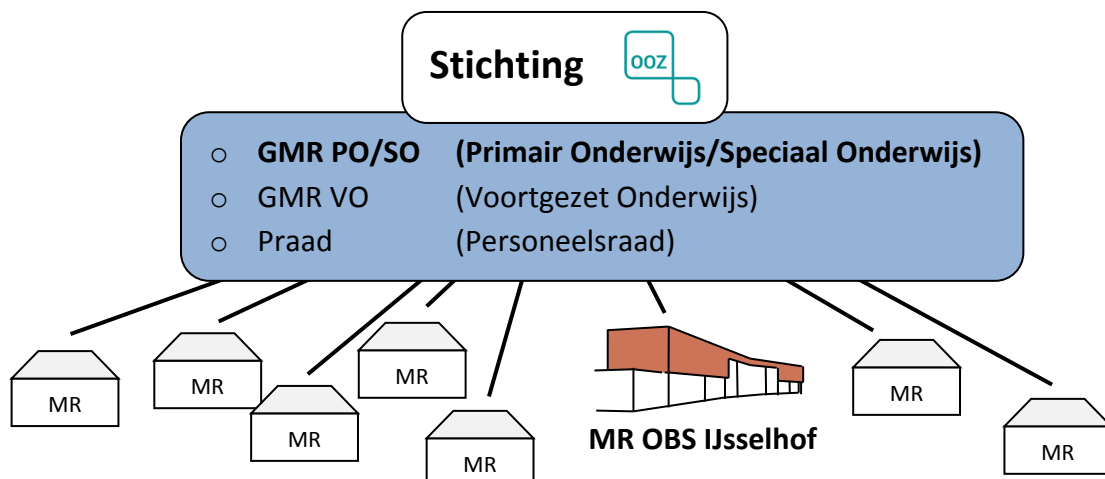 Stichting
OOZ
o GMR PO/SO (Primair Onderwijs/Speciaal Onderwijs)
o GMR VO (Voortgezet Onderwijs)
o Praad (Personeelsraad)
MR
MR
MR
MR
MR
MR
MR
MR OBS IJsselhof